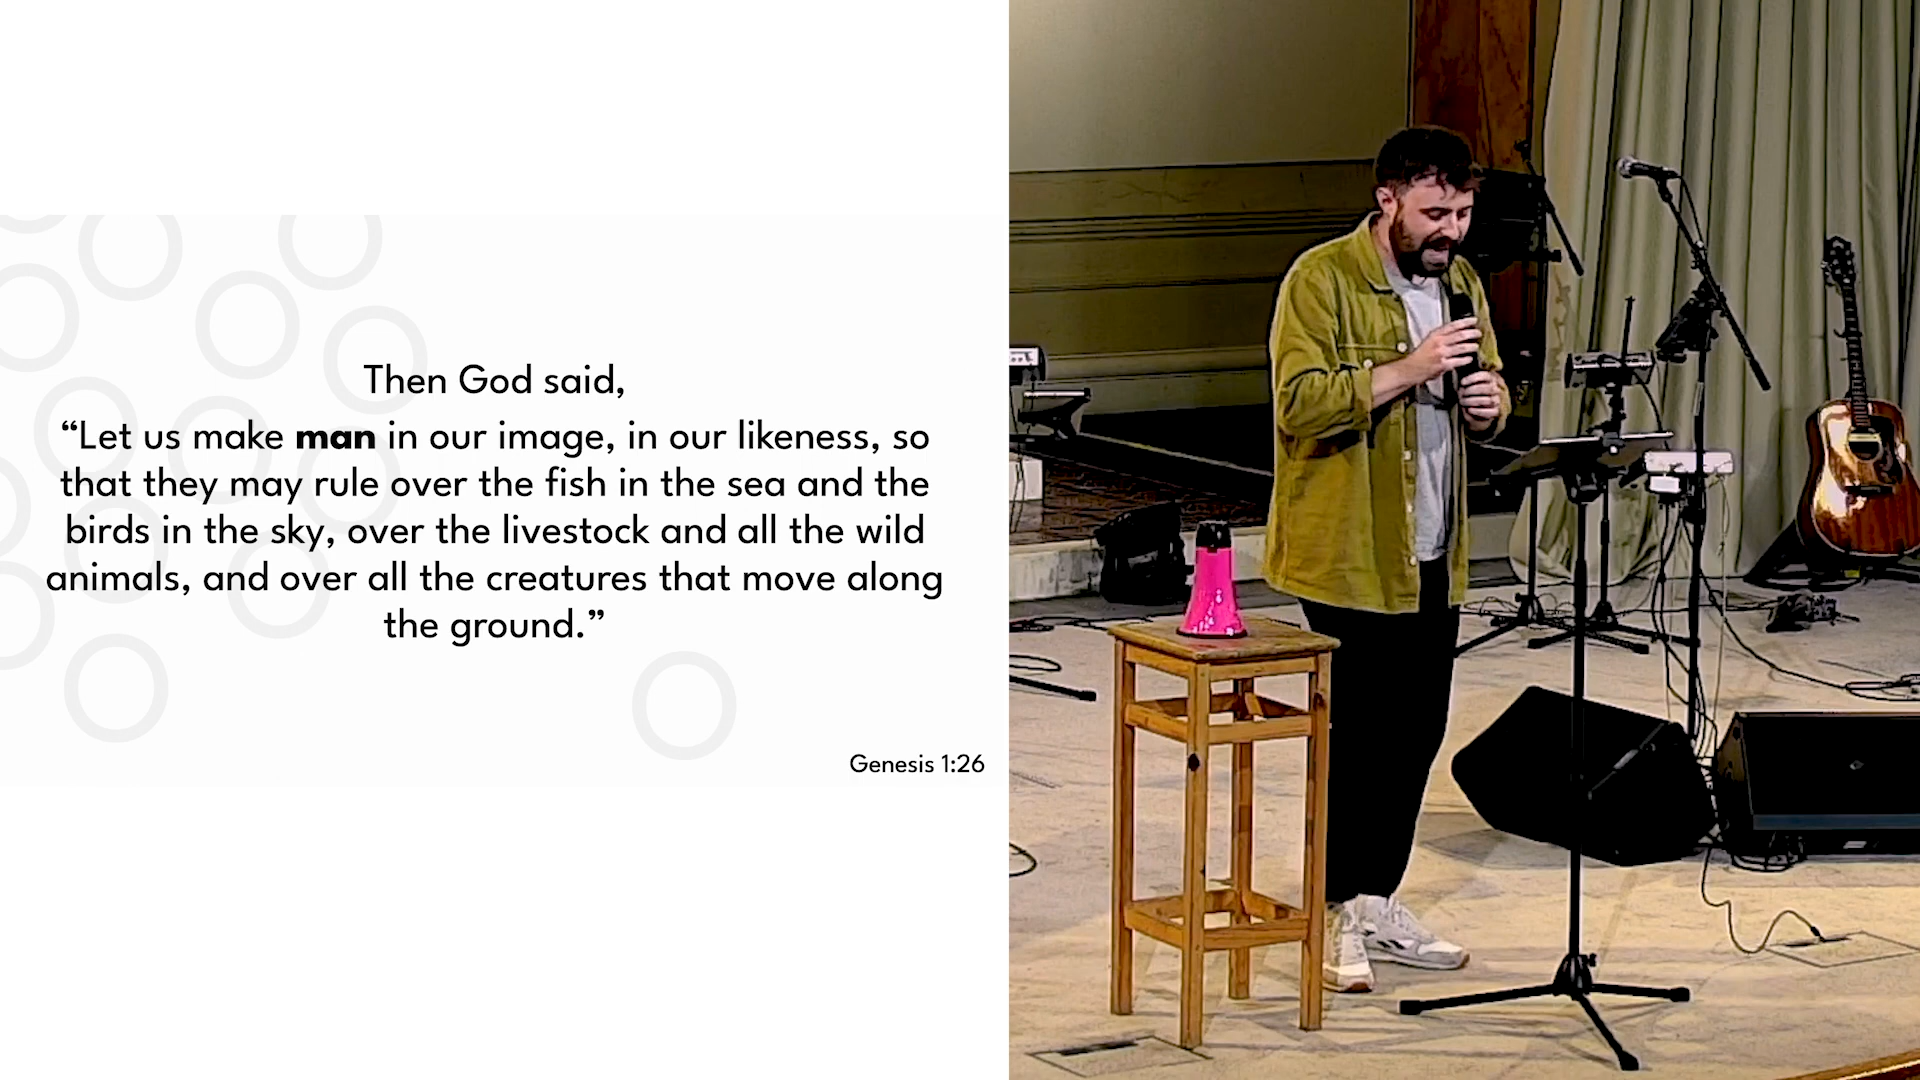 Then God said,
“Let us make man in our image, in our likeness, so
that they may rule over the fish in the sea and the
birds in the sky, over the livestock and all the wild
animals, and over all the creatures that move along
the ground.”
Genesis 1:26